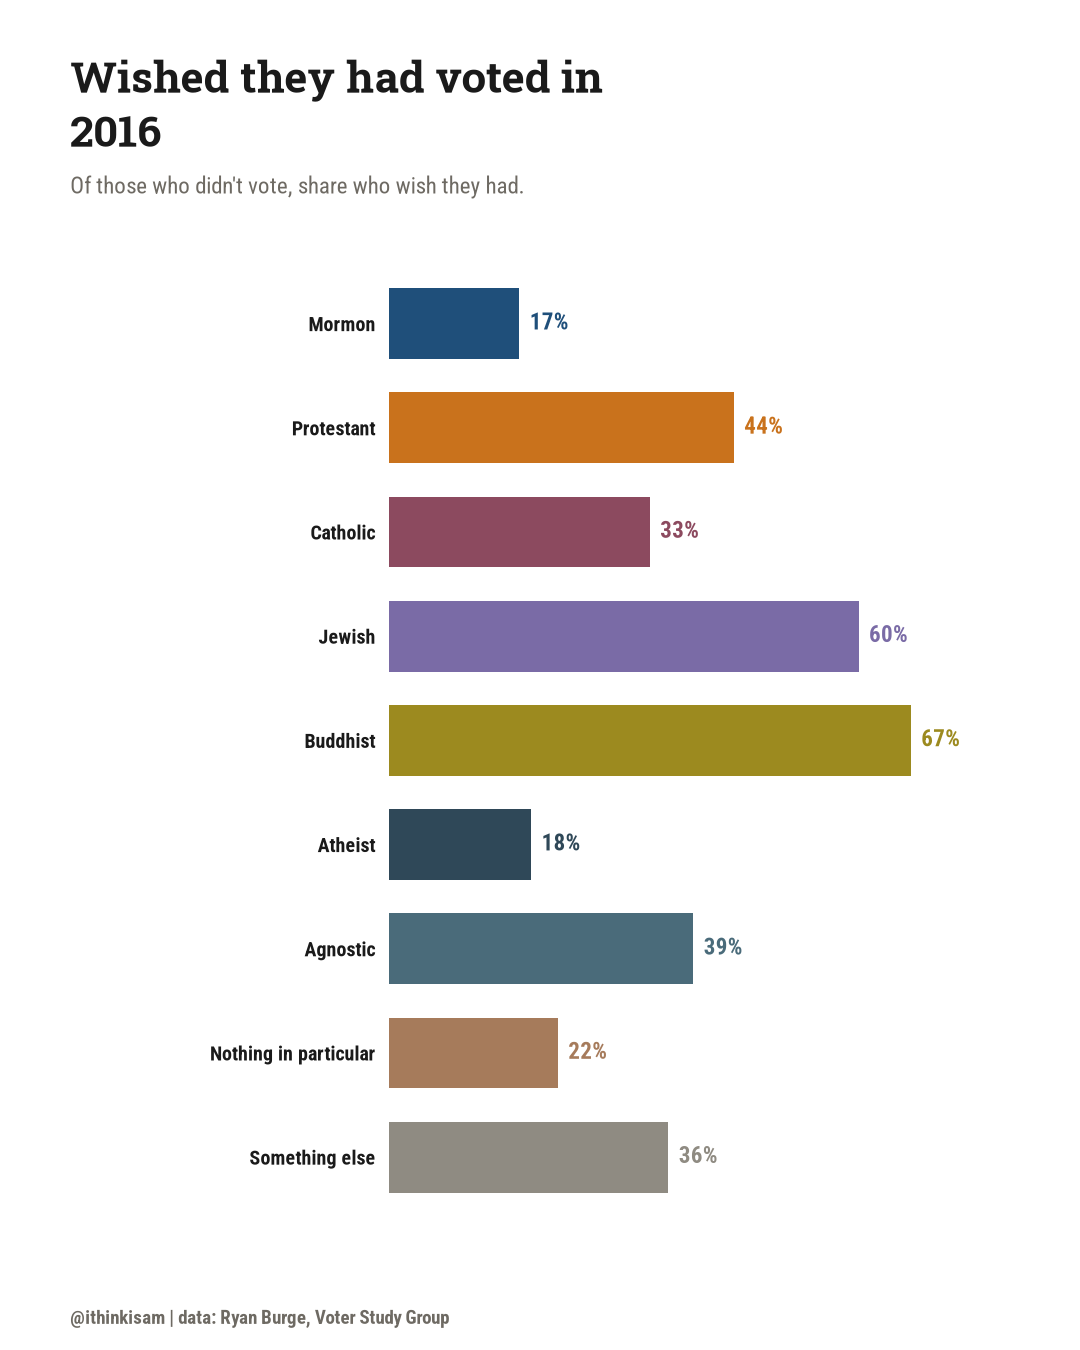 Wished they had voted in
2016
Of those who didn't vote, share who wish they had.
Mormon 17%
Protestant 44%
Catholic 33%
Jewish 60%
Buddhist 67%
Atheist 18%
Agnostic 39%
Nothing in particular 22%
Something else 36%
@ithinkisam | data: Ryan Burge, Voter Study Group